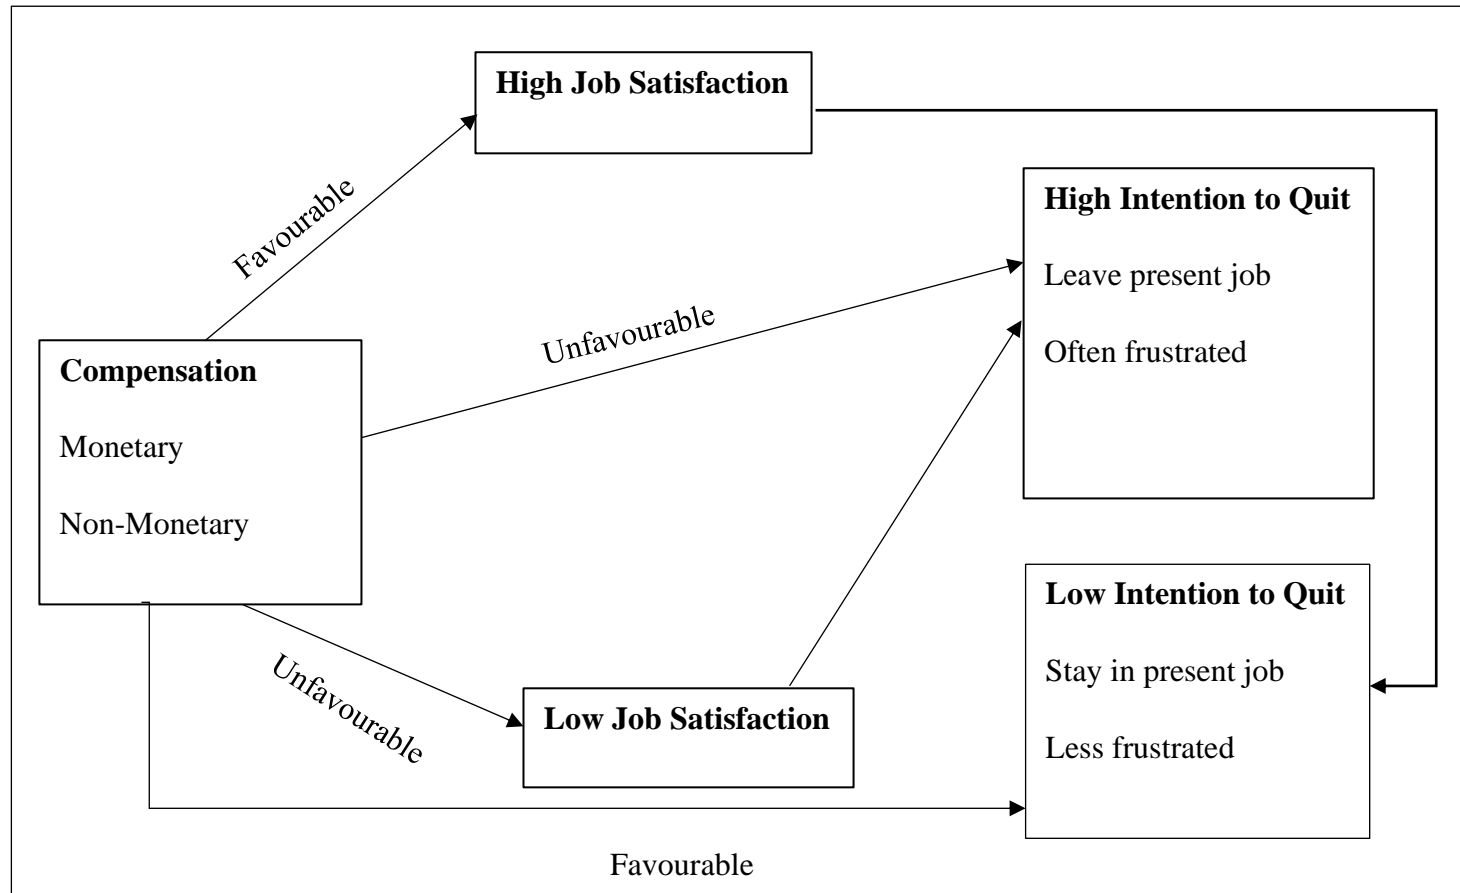 High Job Satisfaction
Favourable
High Intention to Quit
Leave present job
Often frustrated
Unfavourable
Compensation
Monetary
Non-Monetary
Low Intention to Quit
Stay in present job
Less frustrated
Unfavourable
Low Job Satisfaction
Favourable